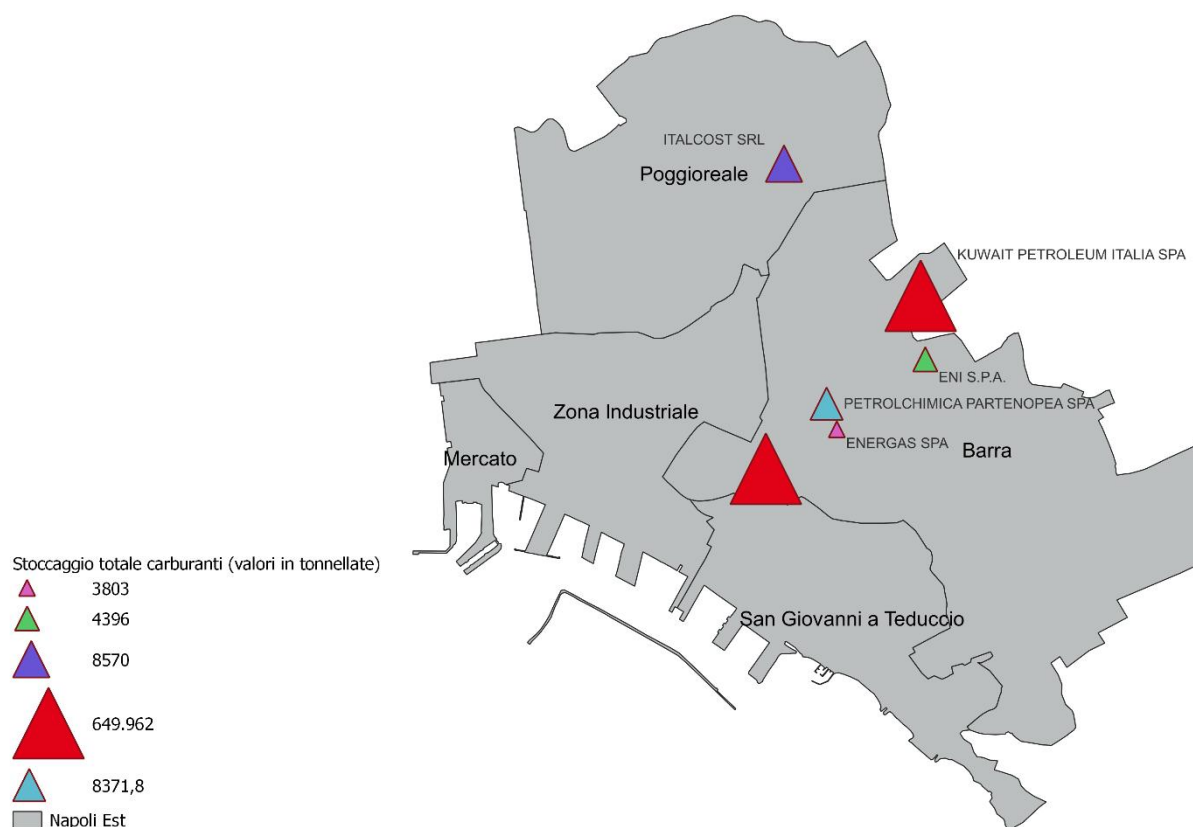 ITALCOST SRL
Poggioreale
KUWAIT PETROLEUM ITALIA SPA
ENI S.P.A.
PETROLCHIMICA PARTENOPEA SPA
Zona Industriale
ENERGAS SPA
Barra
Mercato
San Giovanni a Teduccio
Stoccaggio totale carburanti (valori in tonnellate)
3803
4396
8570
649.962
8371,8
Napoli Est